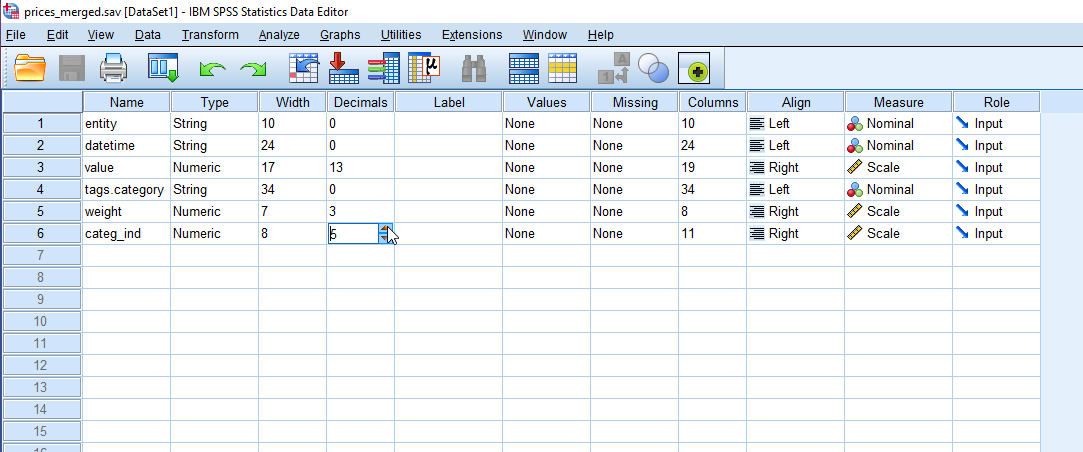 prices_merged.sav [DataSet1] - IBM SPSS Statistics Data Editor
File Edit View Data Transform Analyze Graphs Utilities Extensions Window Help
Name Type Width Decimals Label Values Missing Columns Align Measure Role
1 entity String 10 0 None None 10 Left Nominal Input
2 datetime String 24 0 None None 24 Left Nominal Input
3 value Numeric 17 13 None None 19 Right Scale Input
4 tags.category String 34 0 None None 34 Left Nominal Input
5 weight Numeric 7 3 None None 8 Right Scale Input
6 categ_ind Numeric 8 5 None None 11 Right Scale Input
7
8
9
10
11
12
13
14
15
16